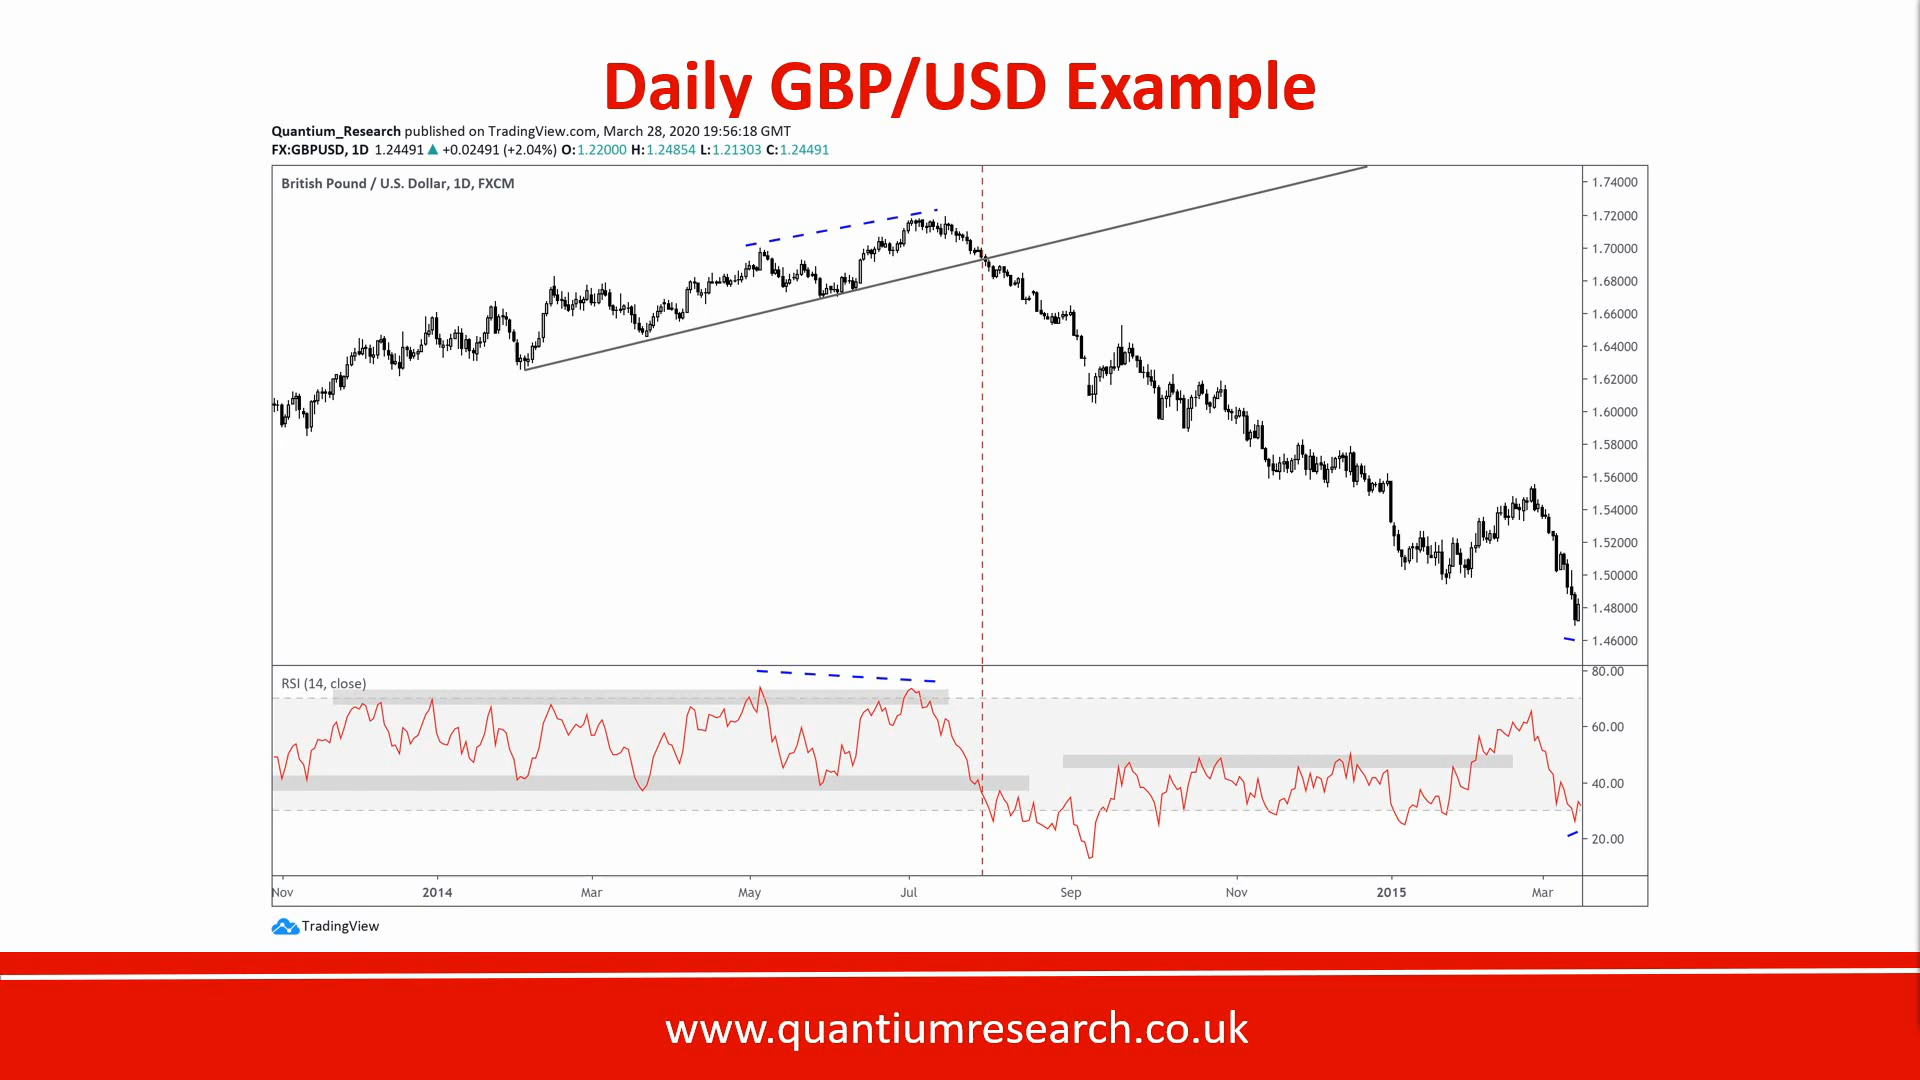 Daily GBP/USD Example
Quantium_Research published on TradingView.com, March 28, 2020 19:56:18 GMT
FX:GBPUSD, 1D 1.24491 ▲ +0.02491 (+2.04%) O:1.22000 H:1.24854 L:1.21303 C:1.24491
British Pound / U.S. Dollar, 1D, FXCM
1.74000
1.72000
1.70000
1.68000
1.66000
1.64000
1.62000
1.60000
1.58000
1.56000
1.54000
1.52000
1.50000
1.48000
1.46000
RSI (14, close)
80.00
60.00
40.00
20.00
Nov 2014 Mar May Jul Sep Nov 2015 Mar
TradingView
www.quantiumresearch.co.uk